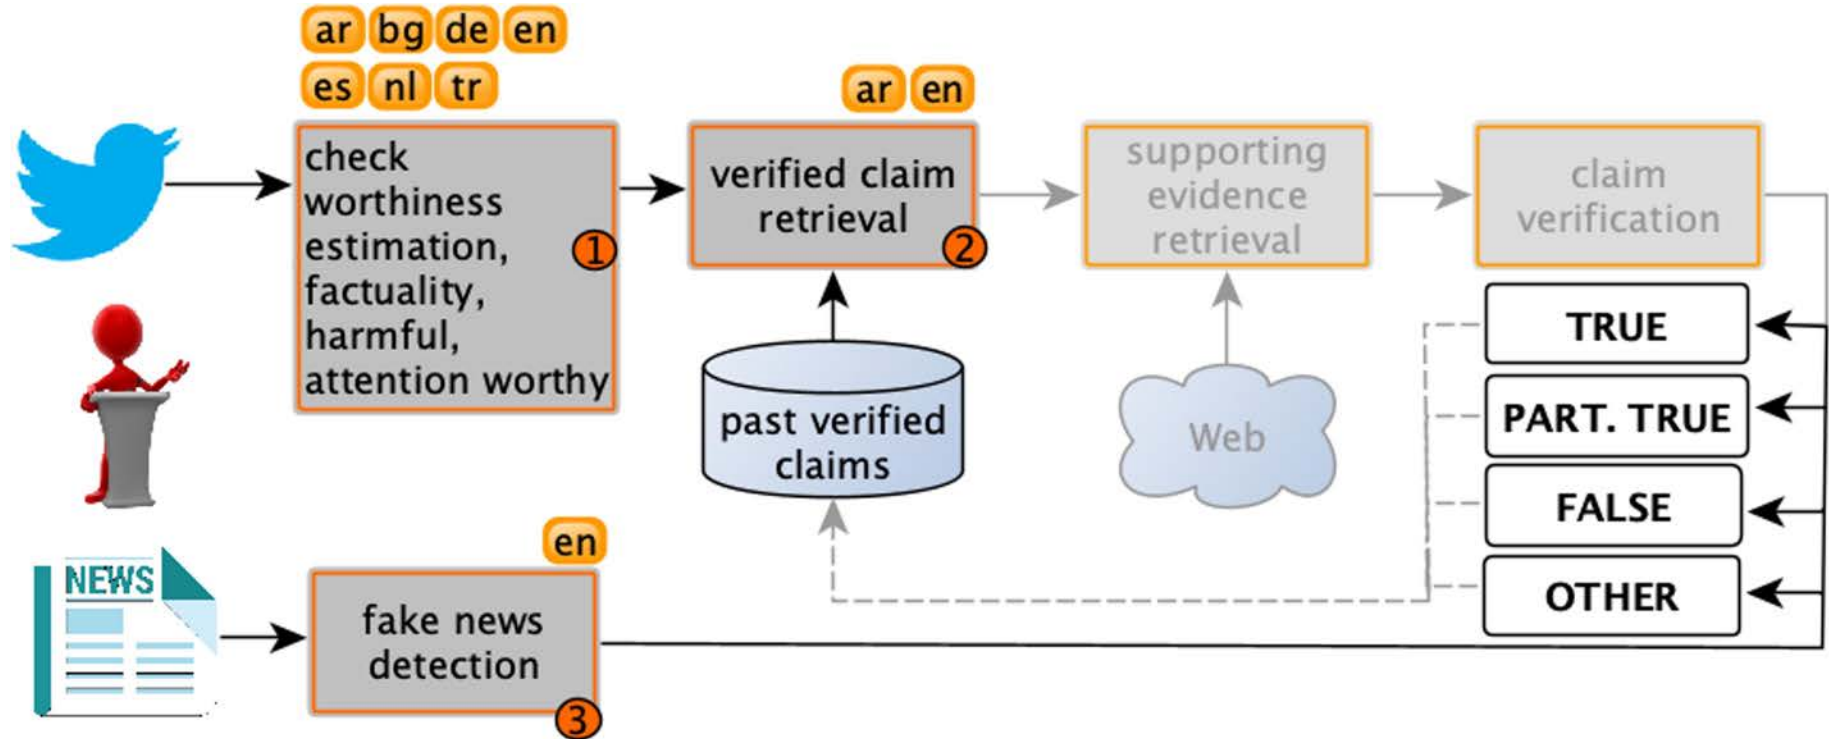 ar bg de en
es nl tr
ar en
check
worthiness
estimation,
factuality,
harmful,
attention worthy
1
verified claim
retrieval
2
supporting
evidence
retrieval
claim
verification
past verified
claims
Web
TRUE
PART. TRUE
FALSE
OTHER
NEWS
en
fake news
detection
3